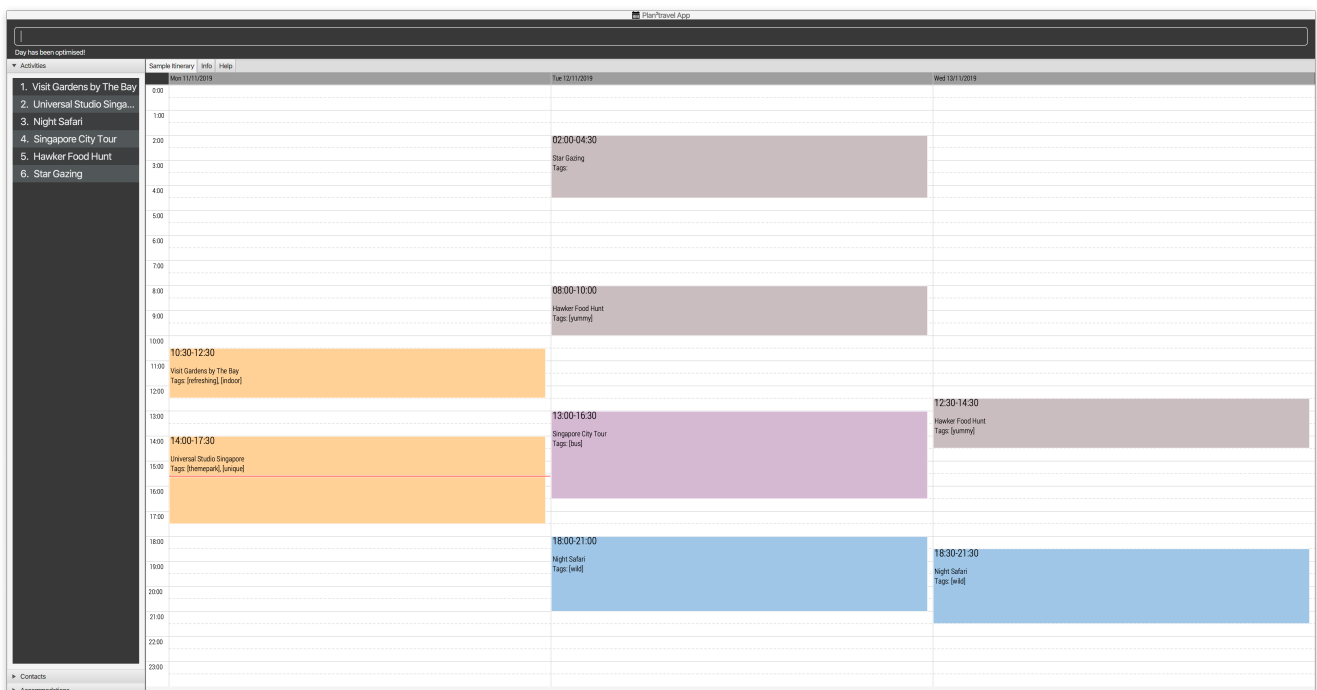 Plan²travel App
Day has been optimised!
Activities
1. Visit Gardens by The Bay
2. Universal Studio Singa...
3. Night Safari
4. Singapore City Tour
5. Hawker Food Hunt
6. Star Gazing
Contacts
Accommodations
Sample Itinerary Info Help
Mon 11/11/2019 Tue 12/11/2019 Wed 13/11/2019
0:00
1:00
2:00
3:00
4:00
5:00
6:00
7:00
8:00
9:00
10:00
11:00
12:00
13:00
14:00
15:00
16:00
17:00
18:00
19:00
20:00
21:00
22:00
23:00
10:30-12:30
Visit Gardens by The Bay
Tags: [refreshing], [indoor]
14:00-17:30
Universal Studio Singapore
Tags: [themepark], [unique]
02:00-04:30
Star Gazing
Tags:
08:00-10:00
Hawker Food Hunt
Tags: [yummy]
13:00-16:30
Singapore City Tour
Tags: [bus]
18:00-21:00
Night Safari
Tags: [wild]
12:30-14:30
Hawker Food Hunt
Tags: [yummy]
18:30-21:30
Night Safari
Tags: [wild]